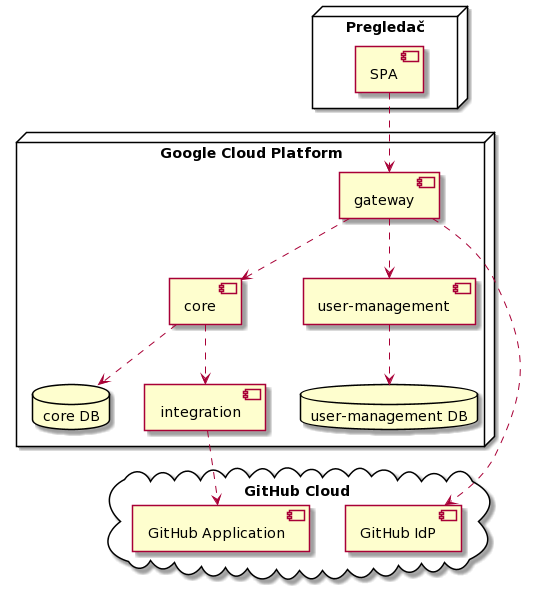 Pregledač
SPA
Google Cloud Platform
gateway
core
user-management
core DB
integration
user-management DB
GitHub Cloud
GitHub Application
GitHub IdP